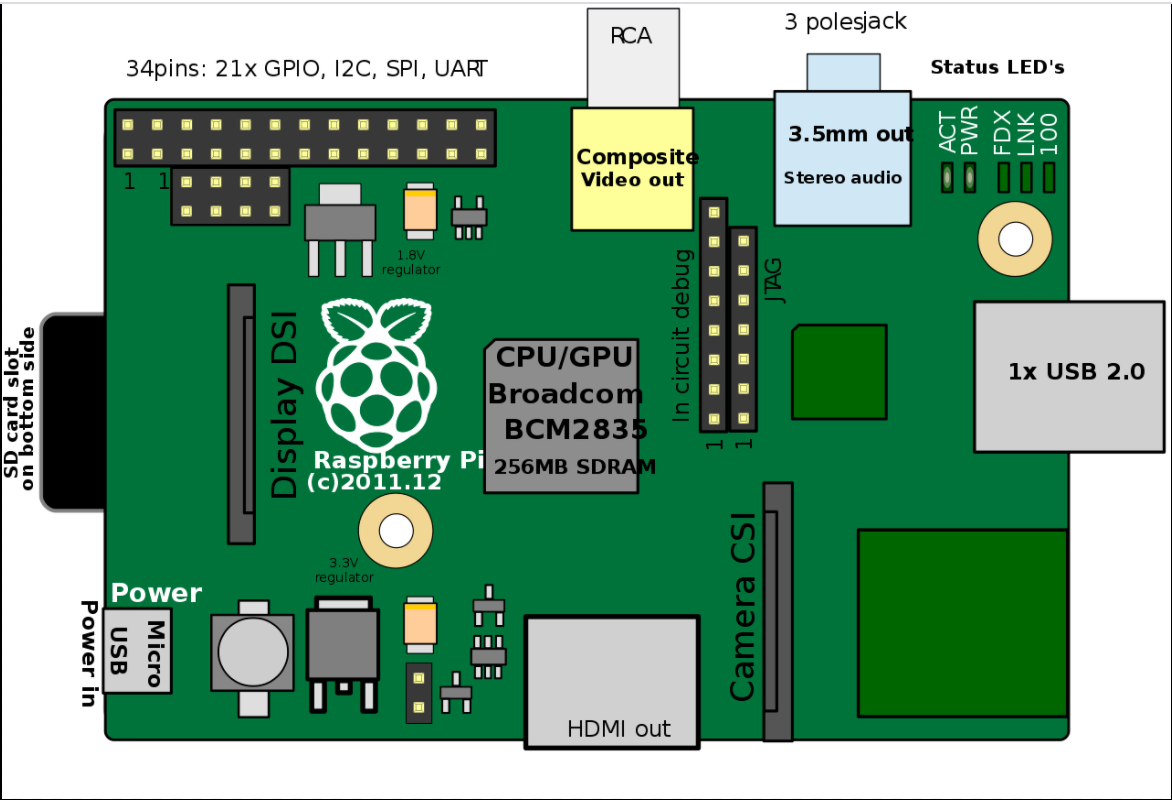 RCA
3 polesjack
34pins: 21x GPIO, I2C, SPI, UART
Status LED's
ACT
PWR
FDX
LNK
100
3.5mm out
Stereo audio
Composite
Video out
1
1
1.8V
regulator
In circuit debug
JTAG
1
1
SD card slot
on bottom side
Display DSI
CPU/GPU
Broadcom
BCM2835
256MB SDRAM
1x USB 2.0
Raspberry Pi
(c)2011.12
3.3V
regulator
Power
Micro
USB
Power in
Camera CSI
HDMI out